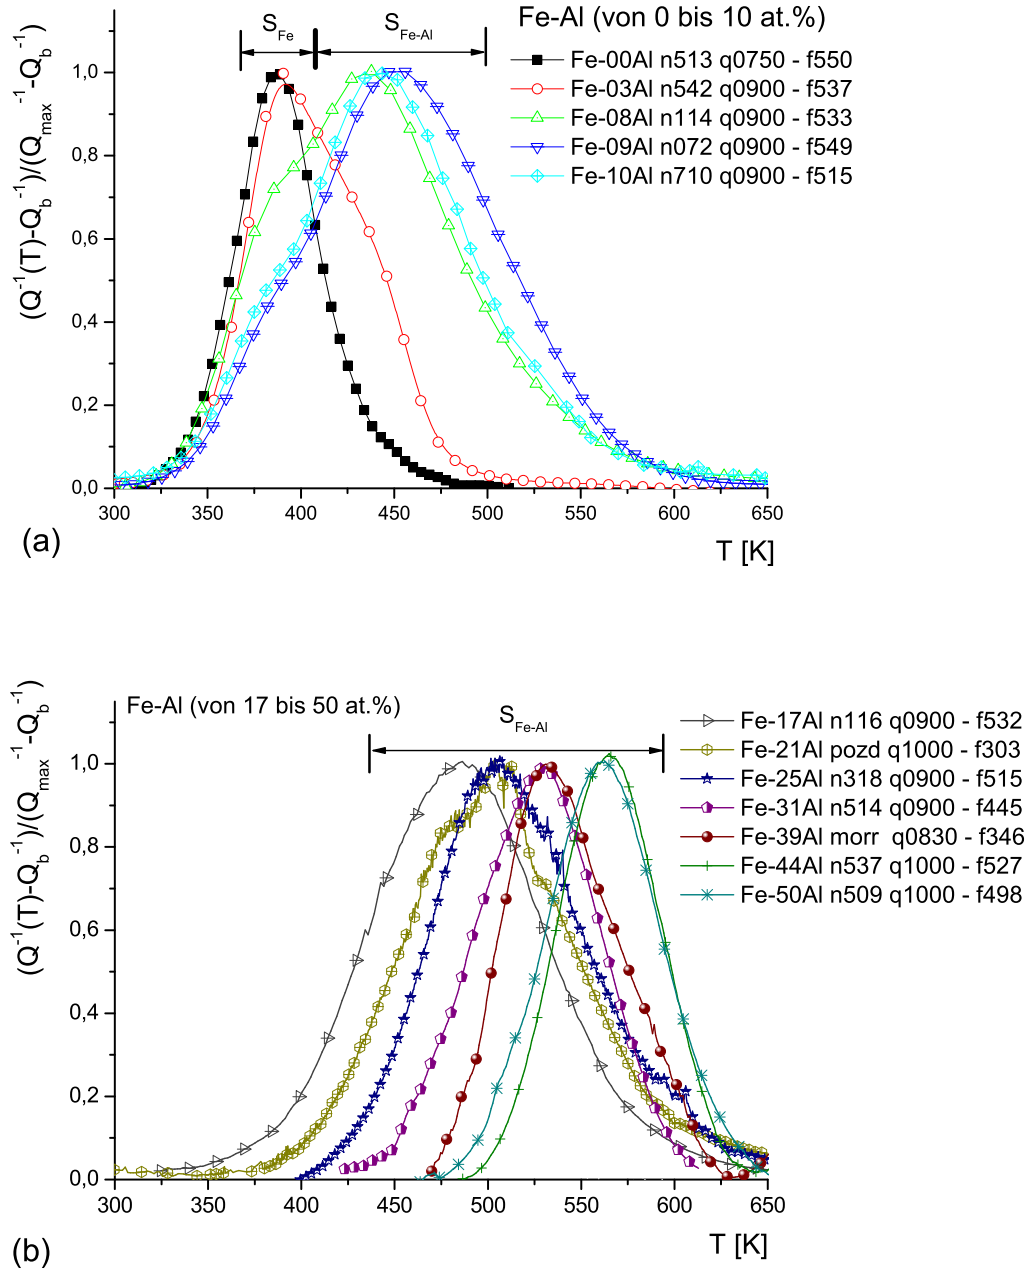 S_Fe S_Fe-Al
Fe-Al (von 0 bis 10 at.%)
Fe-00Al n513 q0750 - f550
Fe-03Al n542 q0900 - f537
Fe-08Al n114 q0900 - f533
Fe-09Al n072 q0900 - f549
Fe-10Al n710 q0900 - f515
(Q⁻¹(T)-Q_b⁻¹)/(Q_max⁻¹-Q_b⁻¹)
1,0
0,8
0,6
0,4
0,2
0,0
300 350 400 450 500 550 600 650
T [K]
(a)
Fe-Al (von 17 bis 50 at.%)
S_Fe-Al
Fe-17Al n116 q0900 - f532
Fe-21Al pozd q1000 - f303
Fe-25Al n318 q0900 - f515
Fe-31Al n514 q0900 - f445
Fe-39Al morr q0830 - f346
Fe-44Al n537 q1000 - f527
Fe-50Al n509 q1000 - f498
(Q⁻¹(T)-Q_b⁻¹)/(Q_max⁻¹-Q_b⁻¹)
1,0
0,8
0,6
0,4
0,2
0,0
300 350 400 450 500 550 600 650
T [K]
(b)